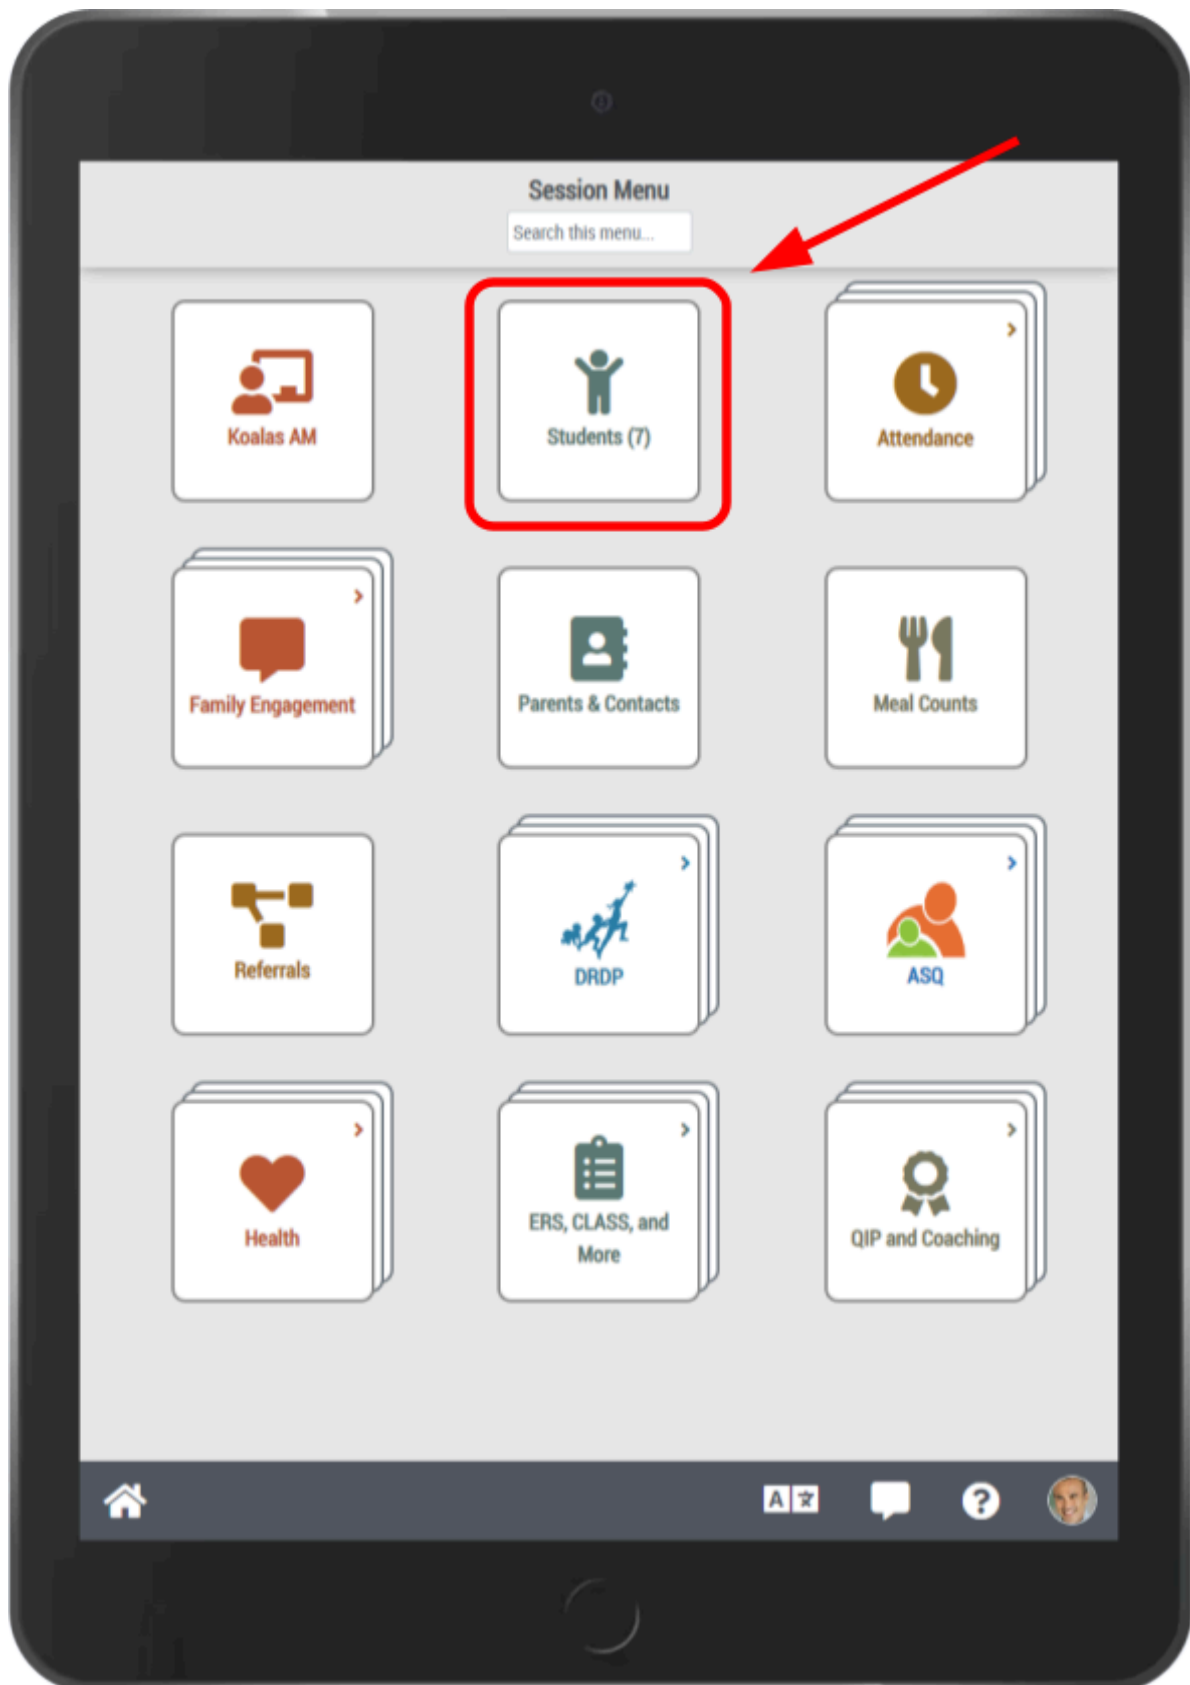 Session Menu
Search this menu...
Koalas AM
Students (7)
Attendance
Family Engagement
Parents & Contacts
Meal Counts
Referrals
DRDP
ASQ
Health
ERS, CLASS, and
More
QIP and Coaching
A 文
?